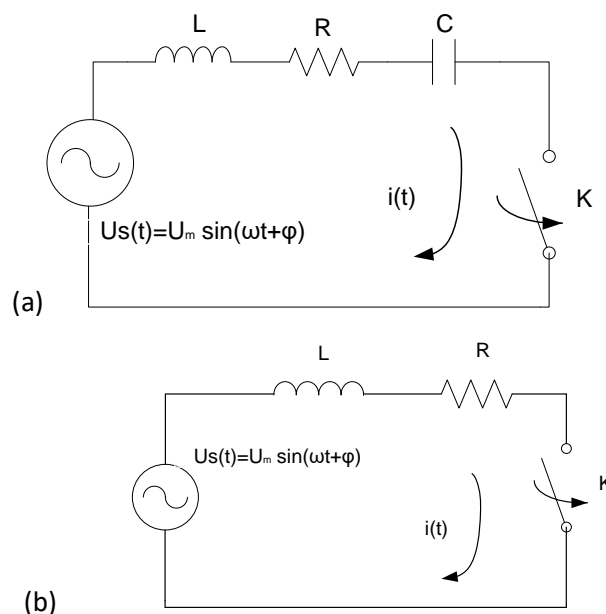 L R C
i(t) K
Us(t)=Um sin(ωt+φ)
(a)
L R
Us(t)=Um sin(ωt+φ)
K
i(t)
(b)